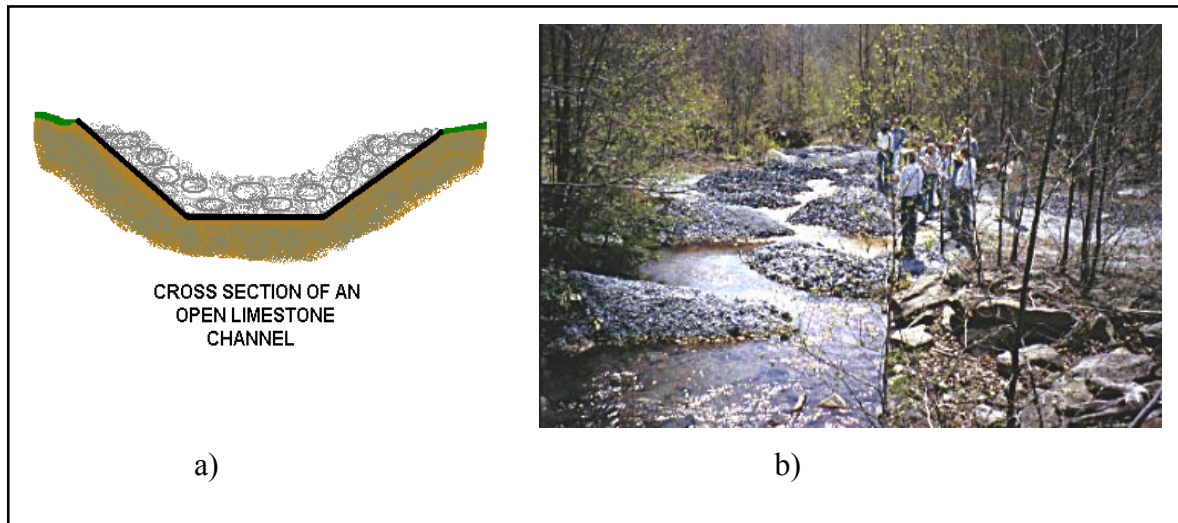 CROSS SECTION OF AN
OPEN LIMESTONE
CHANNEL
a)
b)